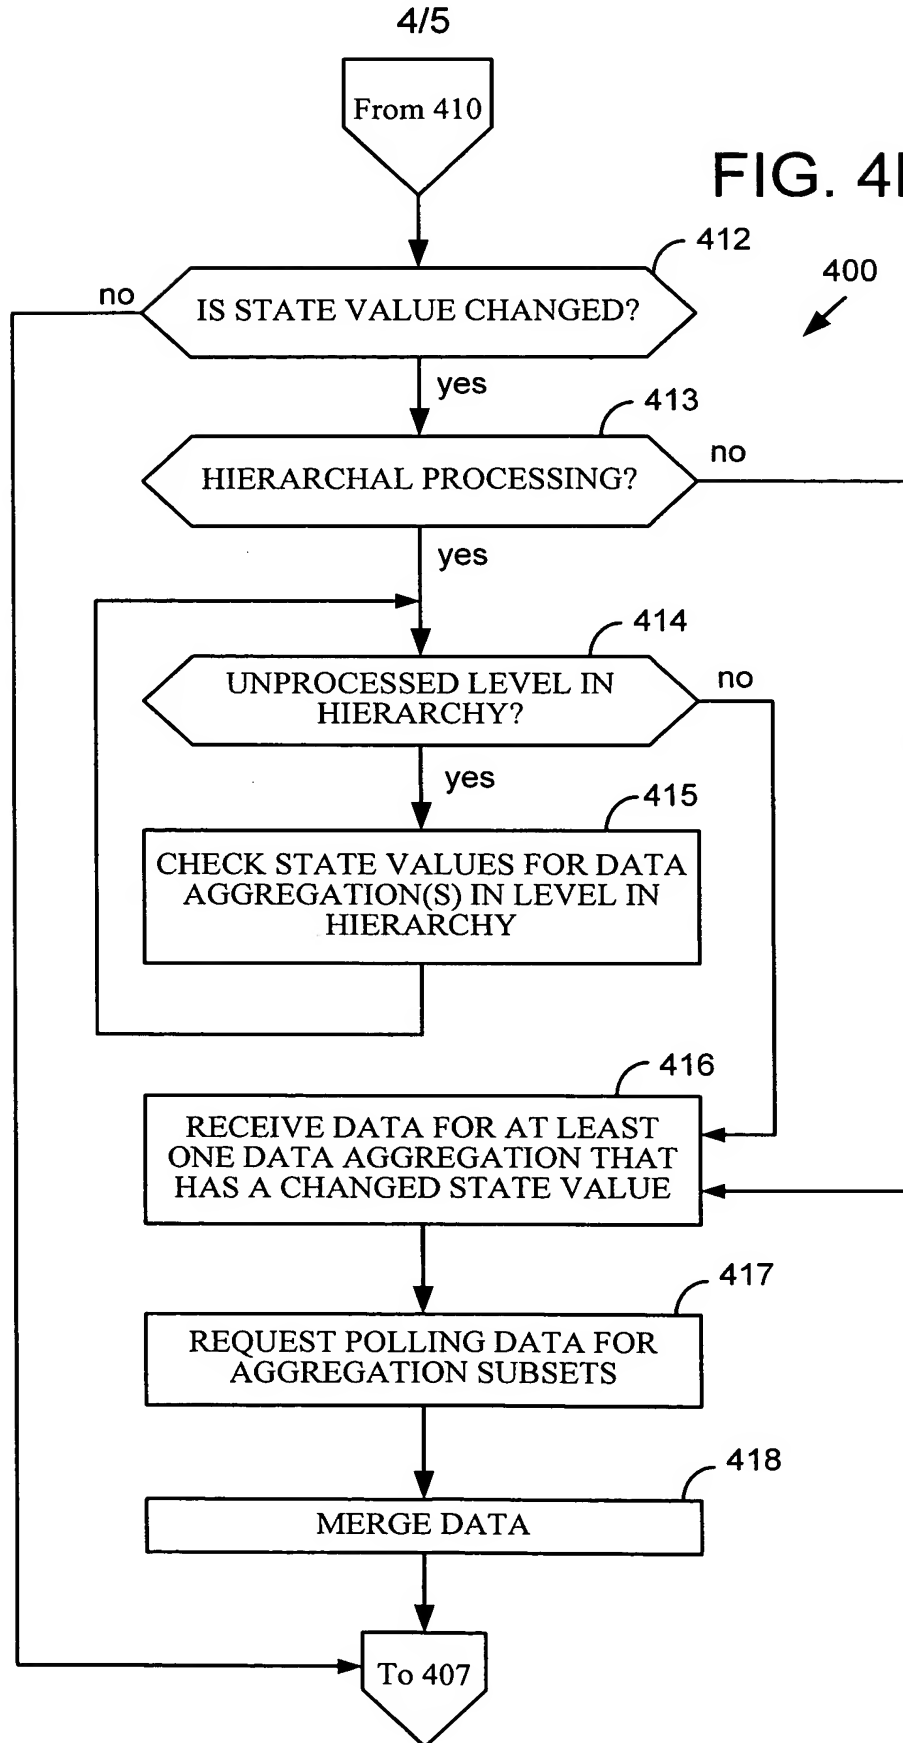 4/5
From 410
FIG. 4
412
400
no
IS STATE VALUE CHANGED?
yes
413
no
HIERARCHAL PROCESSING?
yes
414
no
UNPROCESSED LEVEL IN
HIERARCHY?
yes
415
CHECK STATE VALUES FOR DATA
AGGREGATION(S) IN LEVEL IN
HIERARCHY
416
RECEIVE DATA FOR AT LEAST
ONE DATA AGGREGATION THAT
HAS A CHANGED STATE VALUE
417
REQUEST POLLING DATA FOR
AGGREGATION SUBSETS
418
MERGE DATA
To 407